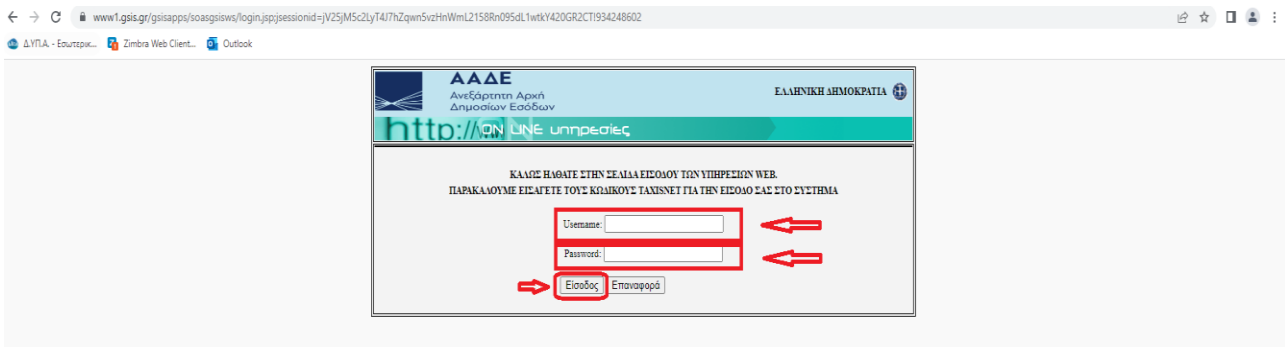 www1.gsis.gr/gsisapps/soasgsisws/login.jsp;jsessionid=jV25jM5c2LyT4J7hZqwn5vzHnWmL2158Rn095dL1wtkY420GR2CT!934248602
Δ.ΥΠ.Α. - Εσωτερικ... Zimbra Web Client... Outlook
ΑΑΔΕ
Ανεξάρτητη Αρχή
Δημοσίων Εσόδων
ΕΛΛΗΝΙΚΗ ΔΗΜΟΚΡΑΤΙΑ
http://www ON LINE υπηρεσίες
ΚΑΛΩΣ ΗΛΘΑΤΕ ΣΤΗΝ ΣΕΛΙΔΑ ΕΙΣΟΔΟΥ ΤΩΝ ΥΠΗΡΕΣΙΩΝ WEB.
ΠΑΡΑΚΑΛΟΥΜΕ ΕΙΣΑΓΕΤΕ ΤΟΥΣ ΚΩΔΙΚΟΥΣ TAXISNET ΓΙΑ ΤΗΝ ΕΙΣΟΔΟ ΣΑΣ ΣΤΟ ΣΥΣΤΗΜΑ
Username:
Password:
Είσοδος Επαναφορά